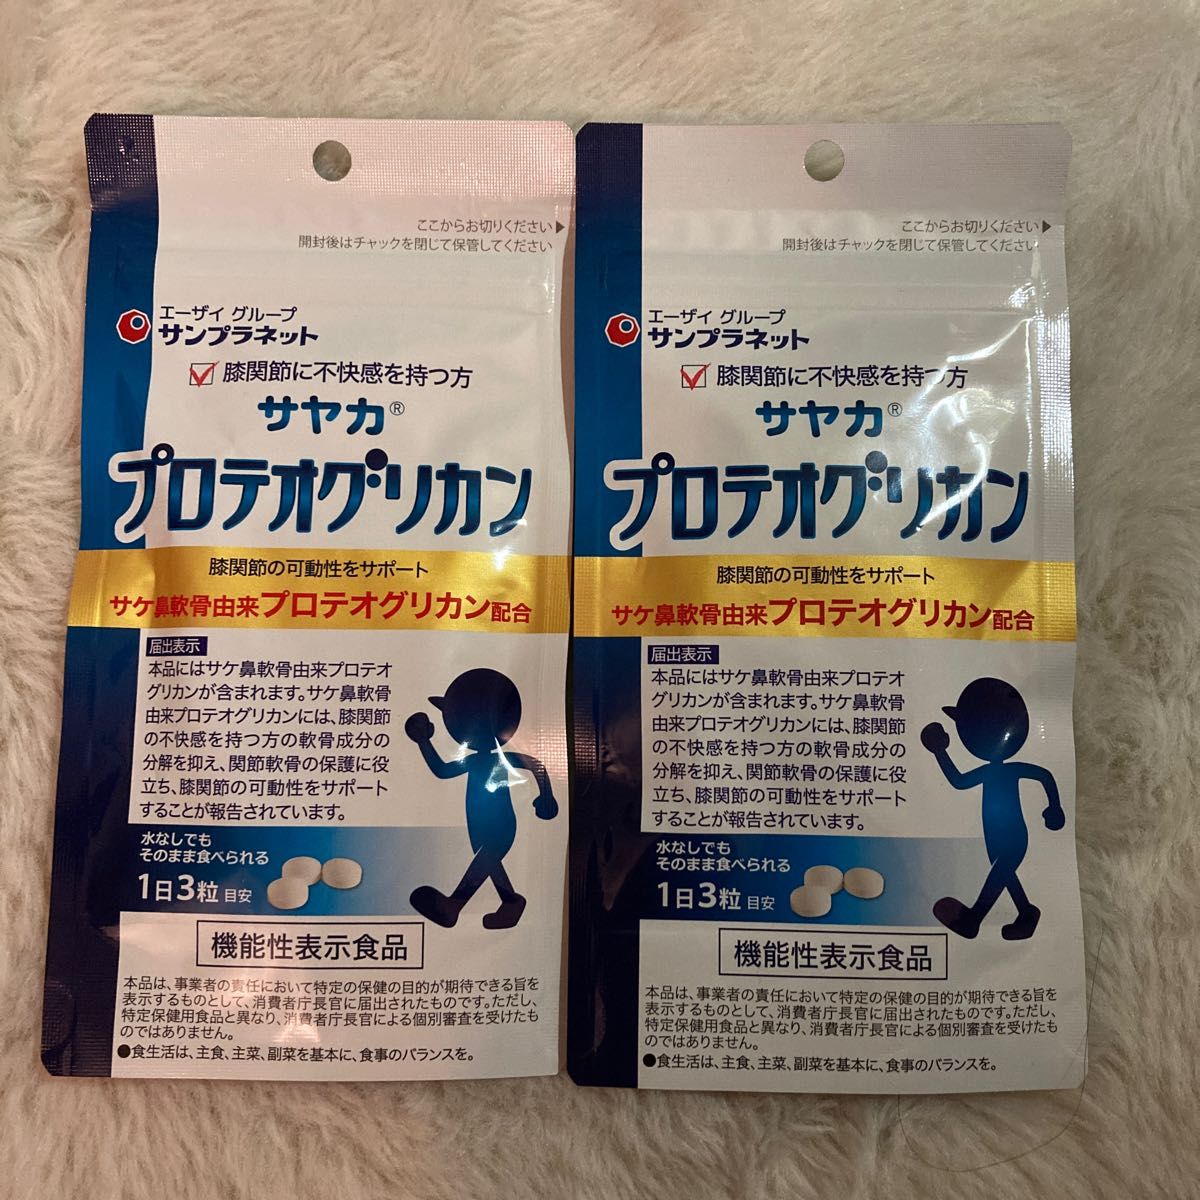 ここからお切りください▶
開封後はチャックを閉じて保管してください
エーザイ グループ
サンプラネット
膝関節に不快感を持つ方
サヤカ®
プロテオグリカン
膝関節の可動性をサポート
サケ鼻軟骨由来プロテオグリカン配合
届出表示
本品にはサケ鼻軟骨由来プロテオ
グリカンが含まれます。サケ鼻軟骨
由来プロテオグリカンには、膝関節
の不快感を持つ方の軟骨成分の
分解を抑え、関節軟骨の保護に役
立ち、膝関節の可動性をサポート
することが報告されています。
水なしでも
そのまま食べられる
1日3粒 目安
機能性表示食品
本品は、事業者の責任において特定の保健の目的が期待できる旨を
表示するものとして、消費者庁長官に届出されたものです。ただし、
特定保健用食品と異なり、消費者庁長官による個別審査を受けたも
のではありません。
●食生活は、主食、主菜、副菜を基本に、食事のバランスを。
ここからお切りください▶
開封後はチャックを閉じて保管してください
エーザイ グループ
サンプラネット
膝関節に不快感を持つ方
サヤカ®
プロテオグリカン
膝関節の可動性をサポート
サケ鼻軟骨由来プロテオグリカン配合
届出表示
本品にはサケ鼻軟骨由来プロテオ
グリカンが含まれます。サケ鼻軟骨
由来プロテオグリカンには、膝関節
の不快感を持つ方の軟骨成分の
分解を抑え、関節軟骨の保護に役
立ち、膝関節の可動性をサポート
することが報告されています。
水なしでも
そのまま食べられる
1日3粒 目安
機能性表示食品
本品は、事業者の責任において特定の保健の目的が期待できる旨を
表示するものとして、消費者庁長官に届出されたものです。ただし、
特定保健用食品と異なり、消費者庁長官による個別審査を受けたも
のではありません。
●食生活は、主食、主菜、副菜を基本に、食事のバランスを。